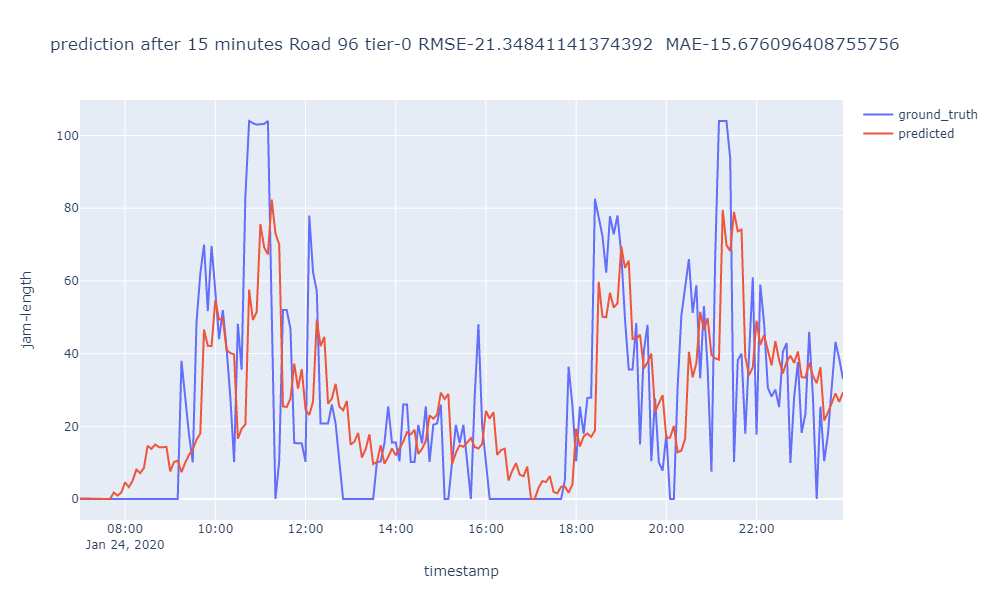 prediction after 15 minutes Road 96 tier-0 RMSE-21.34841141374392 MAE-15.676096408755756
ground_truth
predicted
100
80
60
40
20
0
jam-length
08:00 10:00 12:00 14:00 16:00 18:00 20:00 22:00
Jan 24, 2020
timestamp